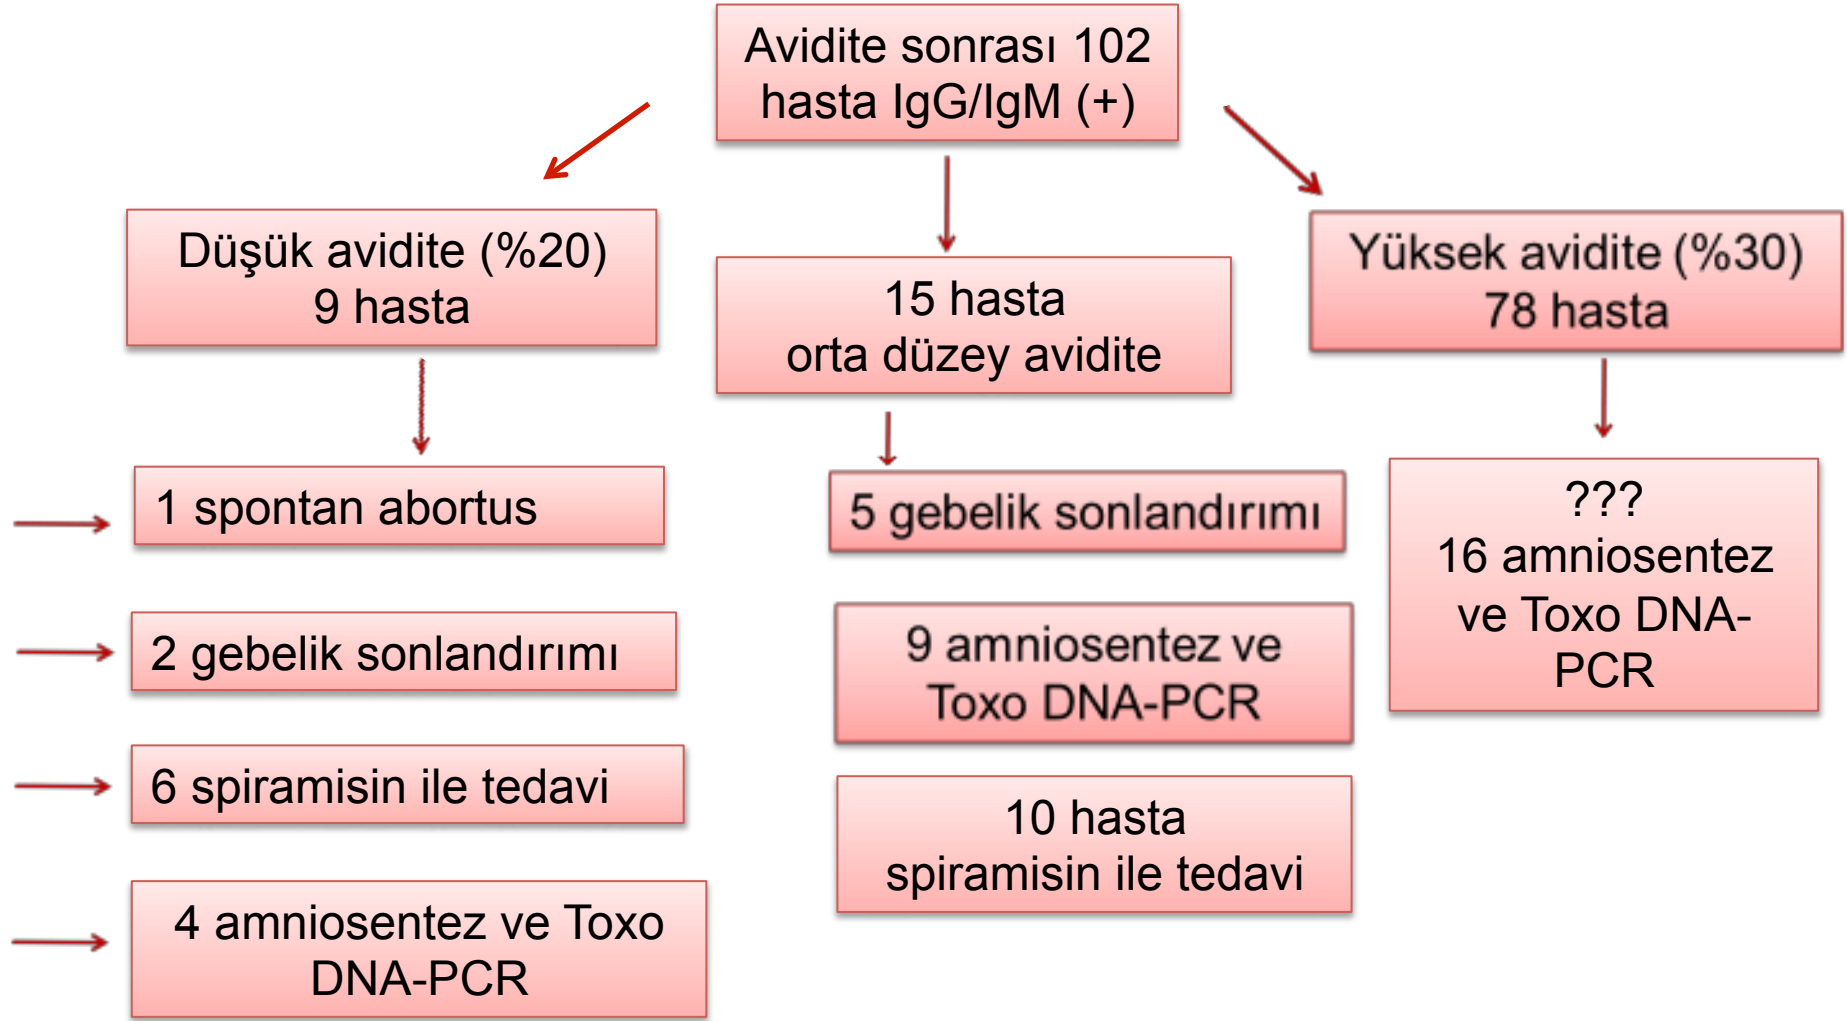 Avidite sonrası 102
hasta IgG/IgM (+)
Düşük avidite (%20)
9 hasta
15 hasta
orta düzey avidite
Yüksek avidite (%30)
78 hasta
1 spontan abortus
2 gebelik sonlandırımı
6 spiramisin ile tedavi
4 amniosentez ve Toxo
DNA-PCR
5 gebelik sonlandırımı
9 amniosentez ve
Toxo DNA-PCR
10 hasta
spiramisin ile tedavi
???
16 amniosentez
ve Toxo DNA-
PCR